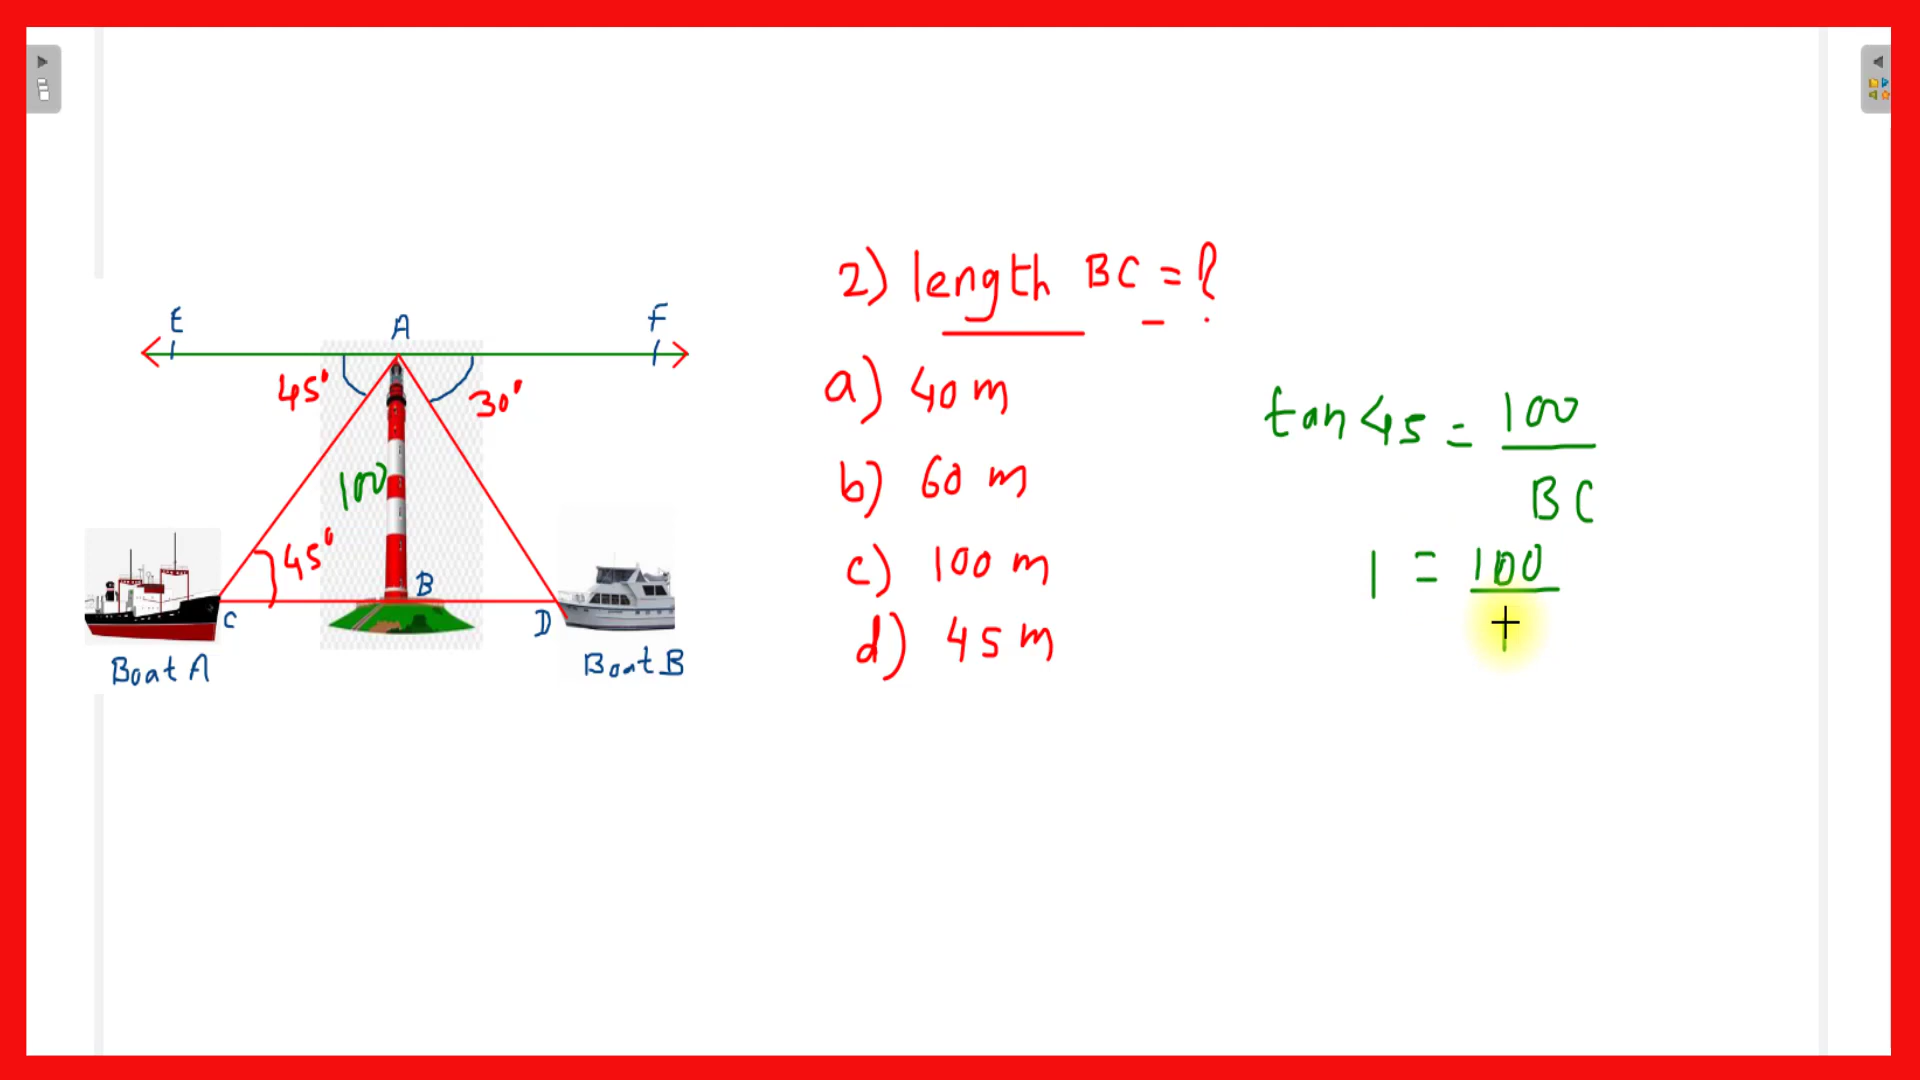 E
A
F
45°
30°
100
45°
B
C
D
Boat A
Boat B
2) length BC = ?
a) 40 m
b) 60 m
c) 100 m
d) 45 m
tan 45 = 100
BC
1 = 100